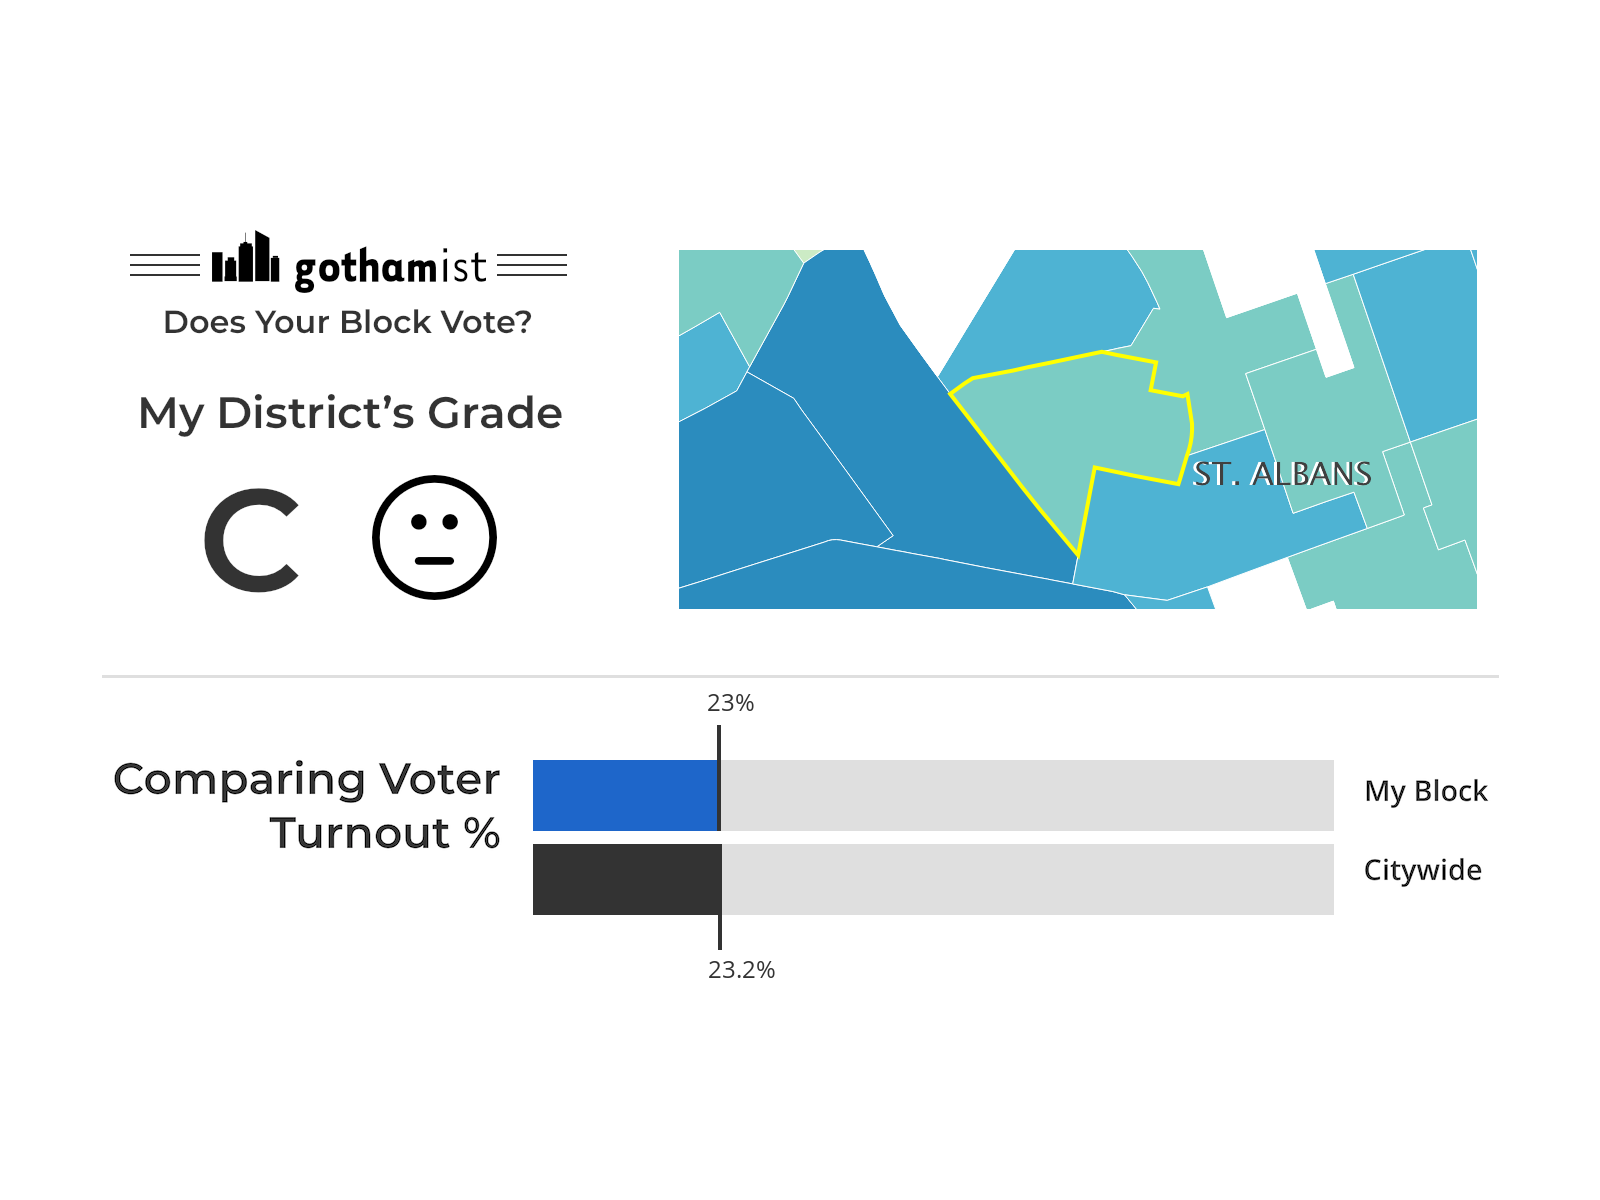 gothamist
Does Your Block Vote?
My District’s Grade
C
ST. ALBANS
23%
Comparing Voter
Turnout %
My Block
Citywide
23.2%